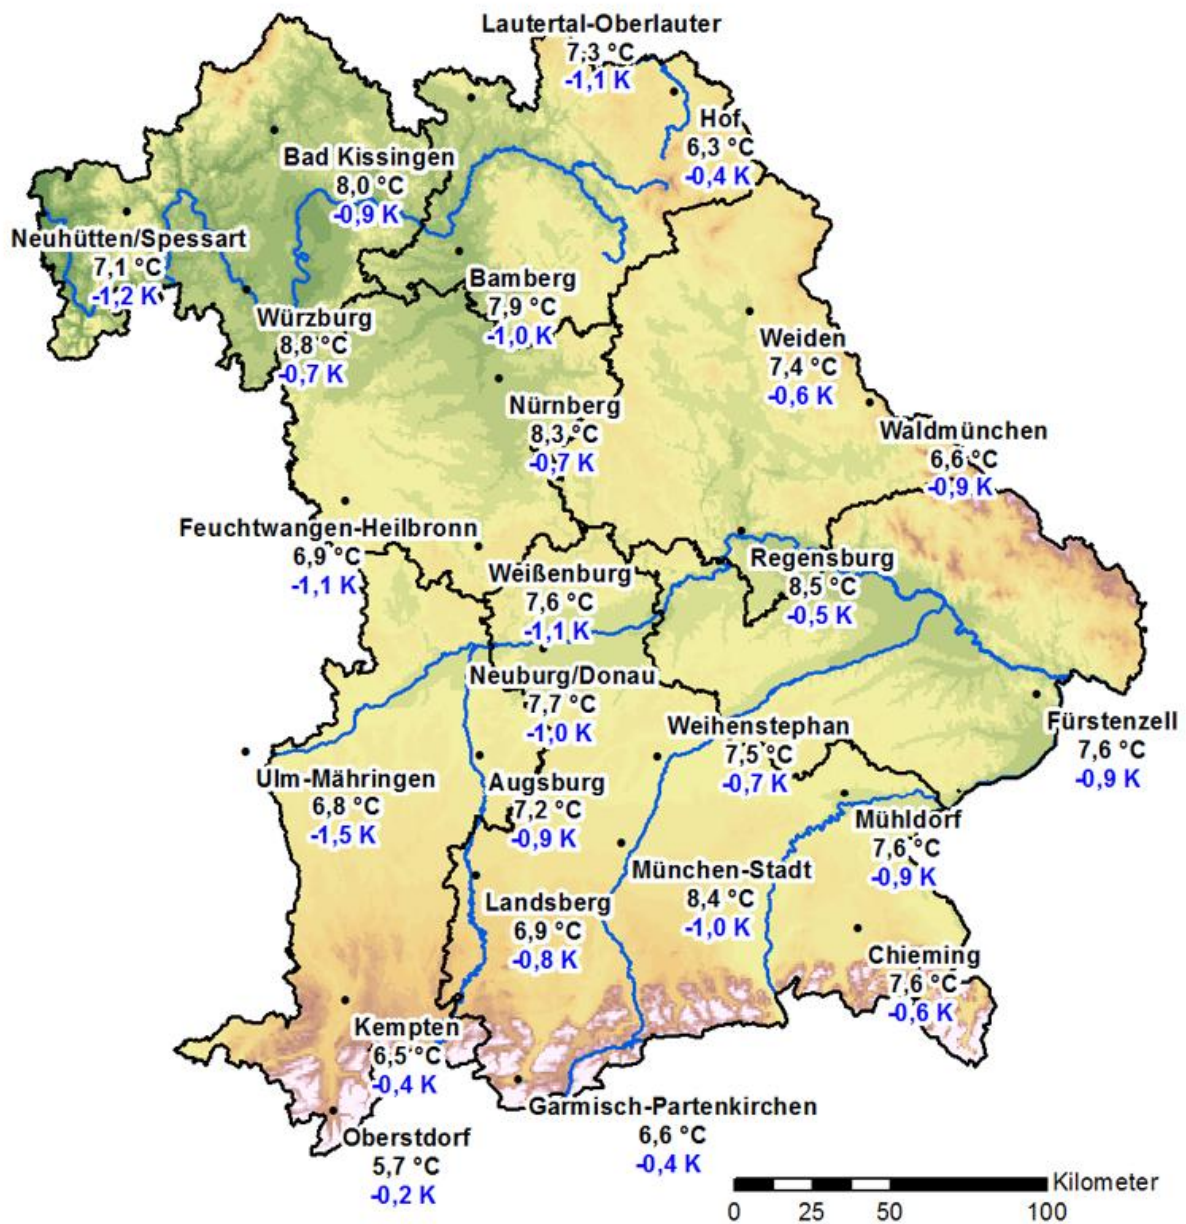 Lautertal-Oberlauter
7,3 °C
-1,1 K
Hof
6,3 °C
-0,4 K
Bad Kissingen
8,0 °C
-0,9 K
Neuhütten/Spessart
7,1 °C
-1,2 K
Bamberg
7,9 °C
-1,0 K
Würzburg
8,8 °C
-0,7 K
Weiden
7,4 °C
-0,6 K
Nürnberg
8,3 °C
-0,7 K
Waldmünchen
6,6 °C
-0,9 K
Feuchtwangen-Heilbronn
6,9 °C
-1,1 K
Weißenburg
7,6 °C
-1,1 K
Regensburg
8,5 °C
-0,5 K
Neuburg/Donau
7,7 °C
-1,0 K
Weihenstephan
7,5 °C
-0,7 K
Fürstenzell
7,6 °C
-0,9 K
Ulm-Mähringen
6,8 °C
-1,5 K
Augsburg
7,2 °C
-0,9 K
Mühldorf
7,6 °C
-0,9 K
München-Stadt
8,4 °C
-1,0 K
Landsberg
6,9 °C
-0,8 K
Chieming
7,6 °C
-0,6 K
Kempten
6,5 °C
-0,4 K
Garmisch-Partenkirchen
6,6 °C
-0,4 K
Oberstdorf
5,7 °C
-0,2 K
Kilometer
0 25 50 100